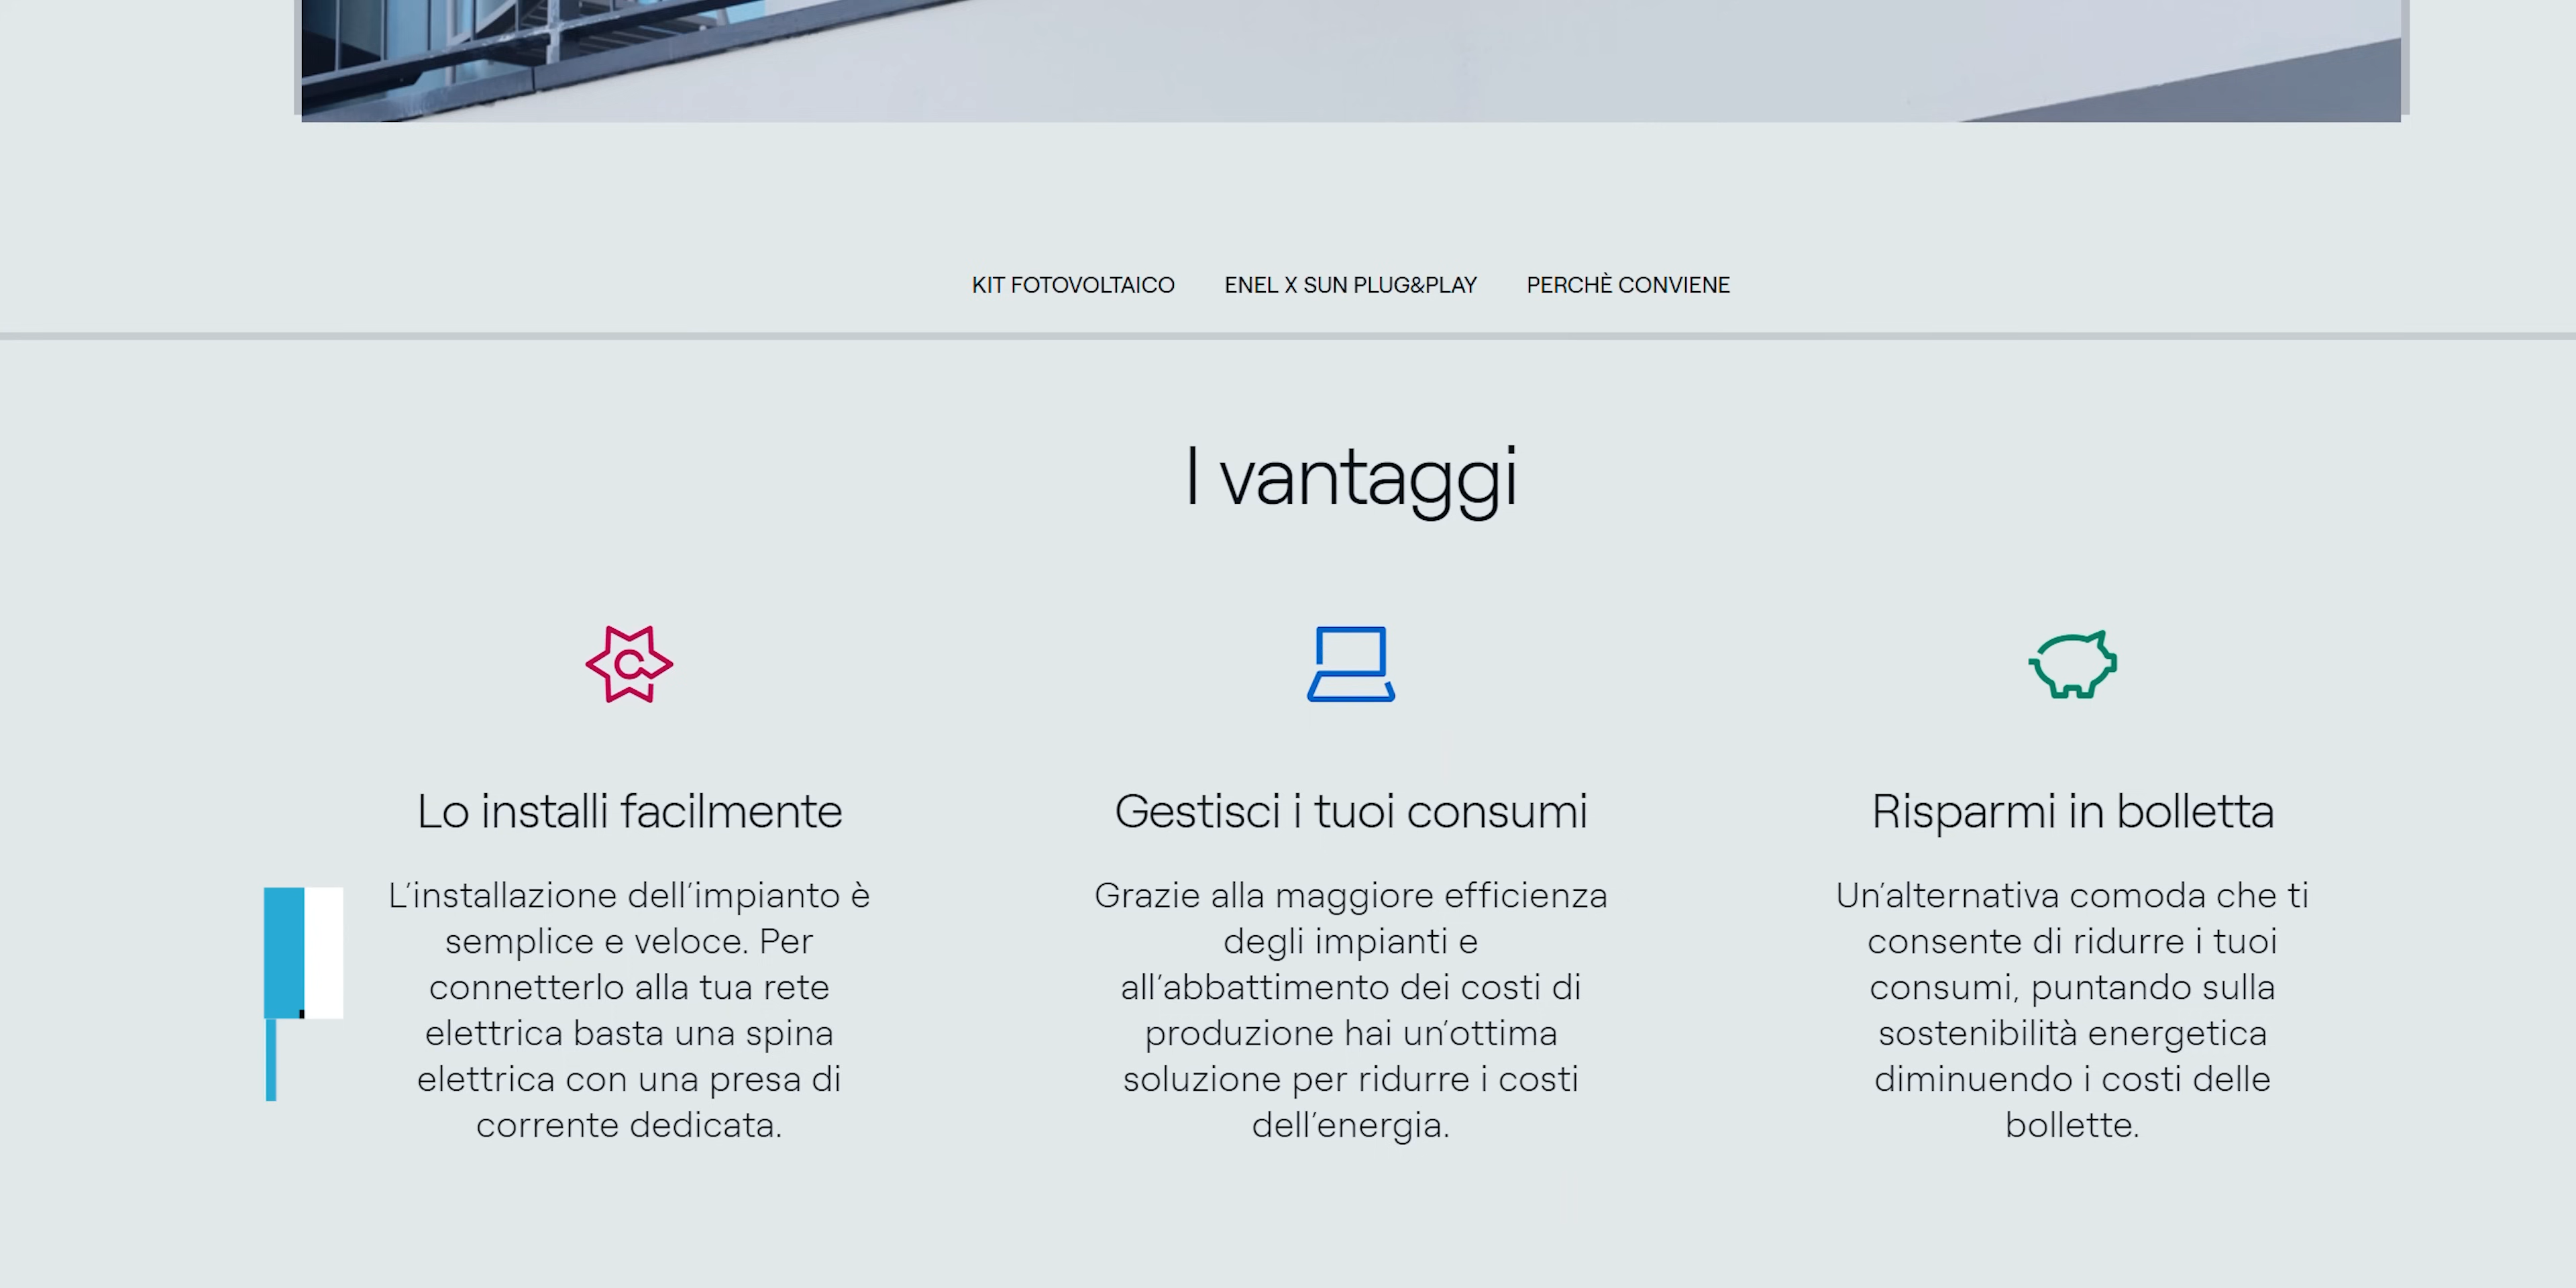 KIT FOTOVOLTAICO ENEL X SUN PLUG&PLAY PERCHÈ CONVIENE
I vantaggi
Lo installi facilmente
L'installazione dell'impianto è
semplice e veloce. Per
connetterlo alla tua rete
elettrica basta una spina
elettrica con una presa di
corrente dedicata.
Gestisci i tuoi consumi
Grazie alla maggiore efficienza
degli impianti e
all'abbattimento dei costi di
produzione hai un'ottima
soluzione per ridurre i costi
dell'energia.
Risparmi in bolletta
Un'alternativa comoda che ti
consente di ridurre i tuoi
consumi, puntando sulla
sostenibilità energetica
diminuendo i costi delle
bollette.